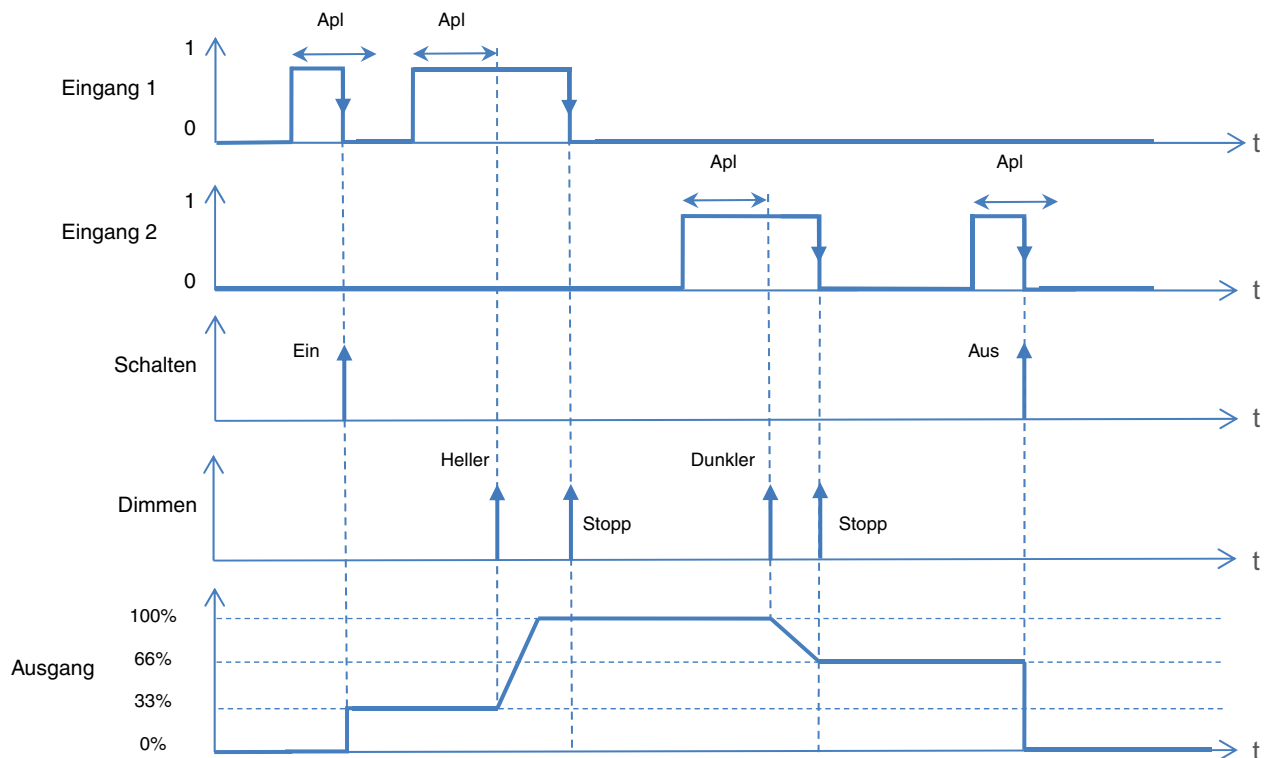 Apl
Apl
1
Eingang 1
0
t
Apl
Apl
1
Eingang 2
0
t
Ein
Aus
Schalten
t
Heller
Dunkler
Dimmen
Stopp
Stopp
t
100%
66%
Ausgang
33%
0%
t